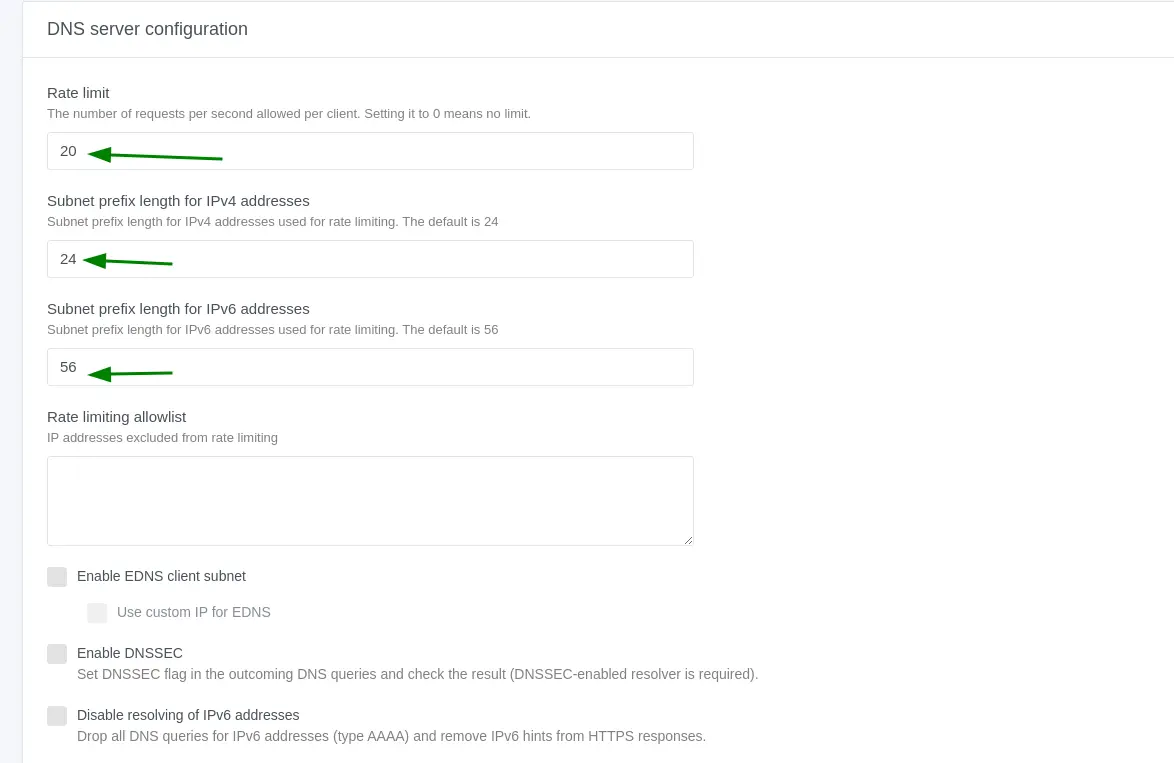 DNS server configuration
Rate limit
The number of requests per second allowed per client. Setting it to 0 means no limit.
20
Subnet prefix length for IPv4 addresses
Subnet prefix length for IPv4 addresses used for rate limiting. The default is 24
24
Subnet prefix length for IPv6 addresses
Subnet prefix length for IPv6 addresses used for rate limiting. The default is 56
56
Rate limiting allowlist
IP addresses excluded from rate limiting
Enable EDNS client subnet
Use custom IP for EDNS
Enable DNSSEC
Set DNSSEC flag in the outcoming DNS queries and check the result (DNSSEC-enabled resolver is required).
Disable resolving of IPv6 addresses
Drop all DNS queries for IPv6 addresses (type AAAA) and remove IPv6 hints from HTTPS responses.